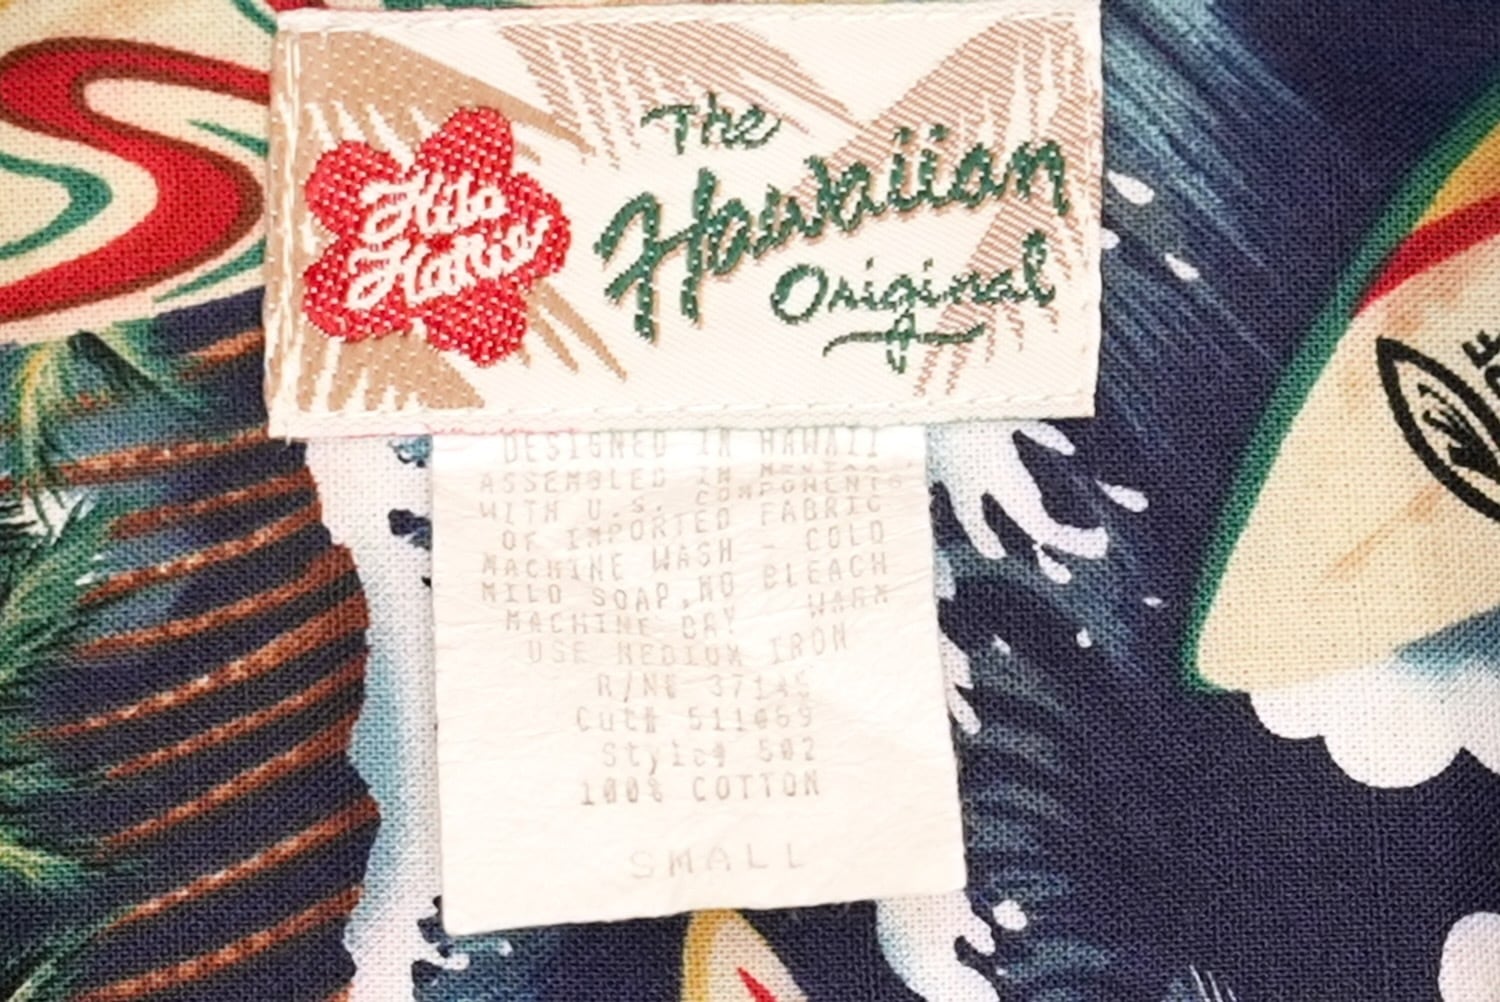 The
Hawaiian
Original
Hilo
Hattie
DESIGNED IN HAWAII
ASSEMBLED IN MEXICO
WITH U.S. COMPONENTS
OF IMPORTED FABRIC
MACHINE WASH - COLD
MILD SOAP, NO BLEACH
MACHINE DRY WARM
USE MEDIUM IRON
R/N# 37145
Cut# 511069
Style# 502
100% COTTON
SMALL